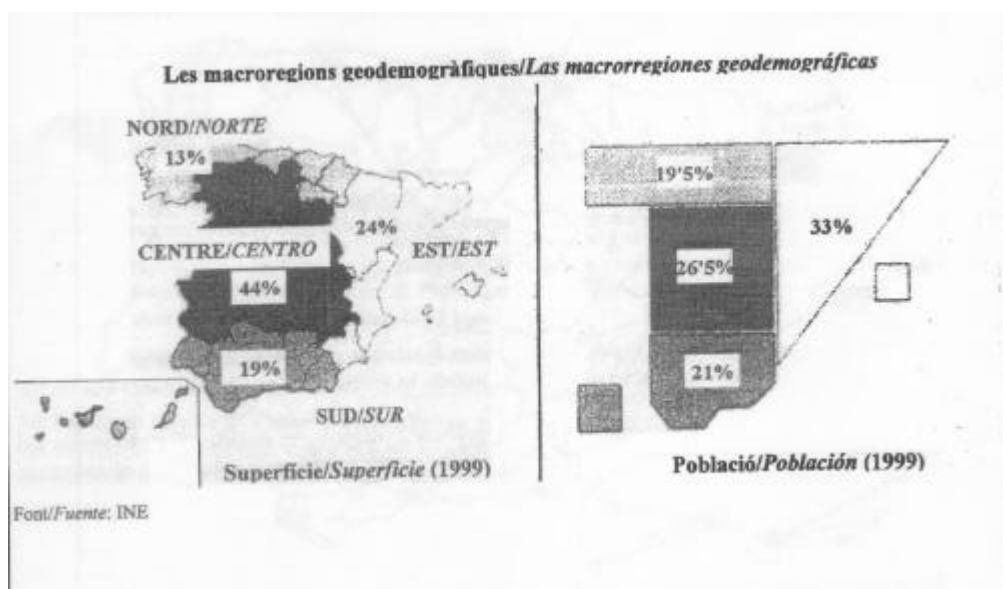 Les macroregions geodemogràfiques/Las macrorregiones geodemográficas
NORD/NORTE
13%
24%
CENTRE/CENTRO
EST/EST
44%
19%
SUD/SUR
Superfície/Superficie (1999)
19'5%
33%
26'5%
21%
Població/Población (1999)
Font/Fuente: INE